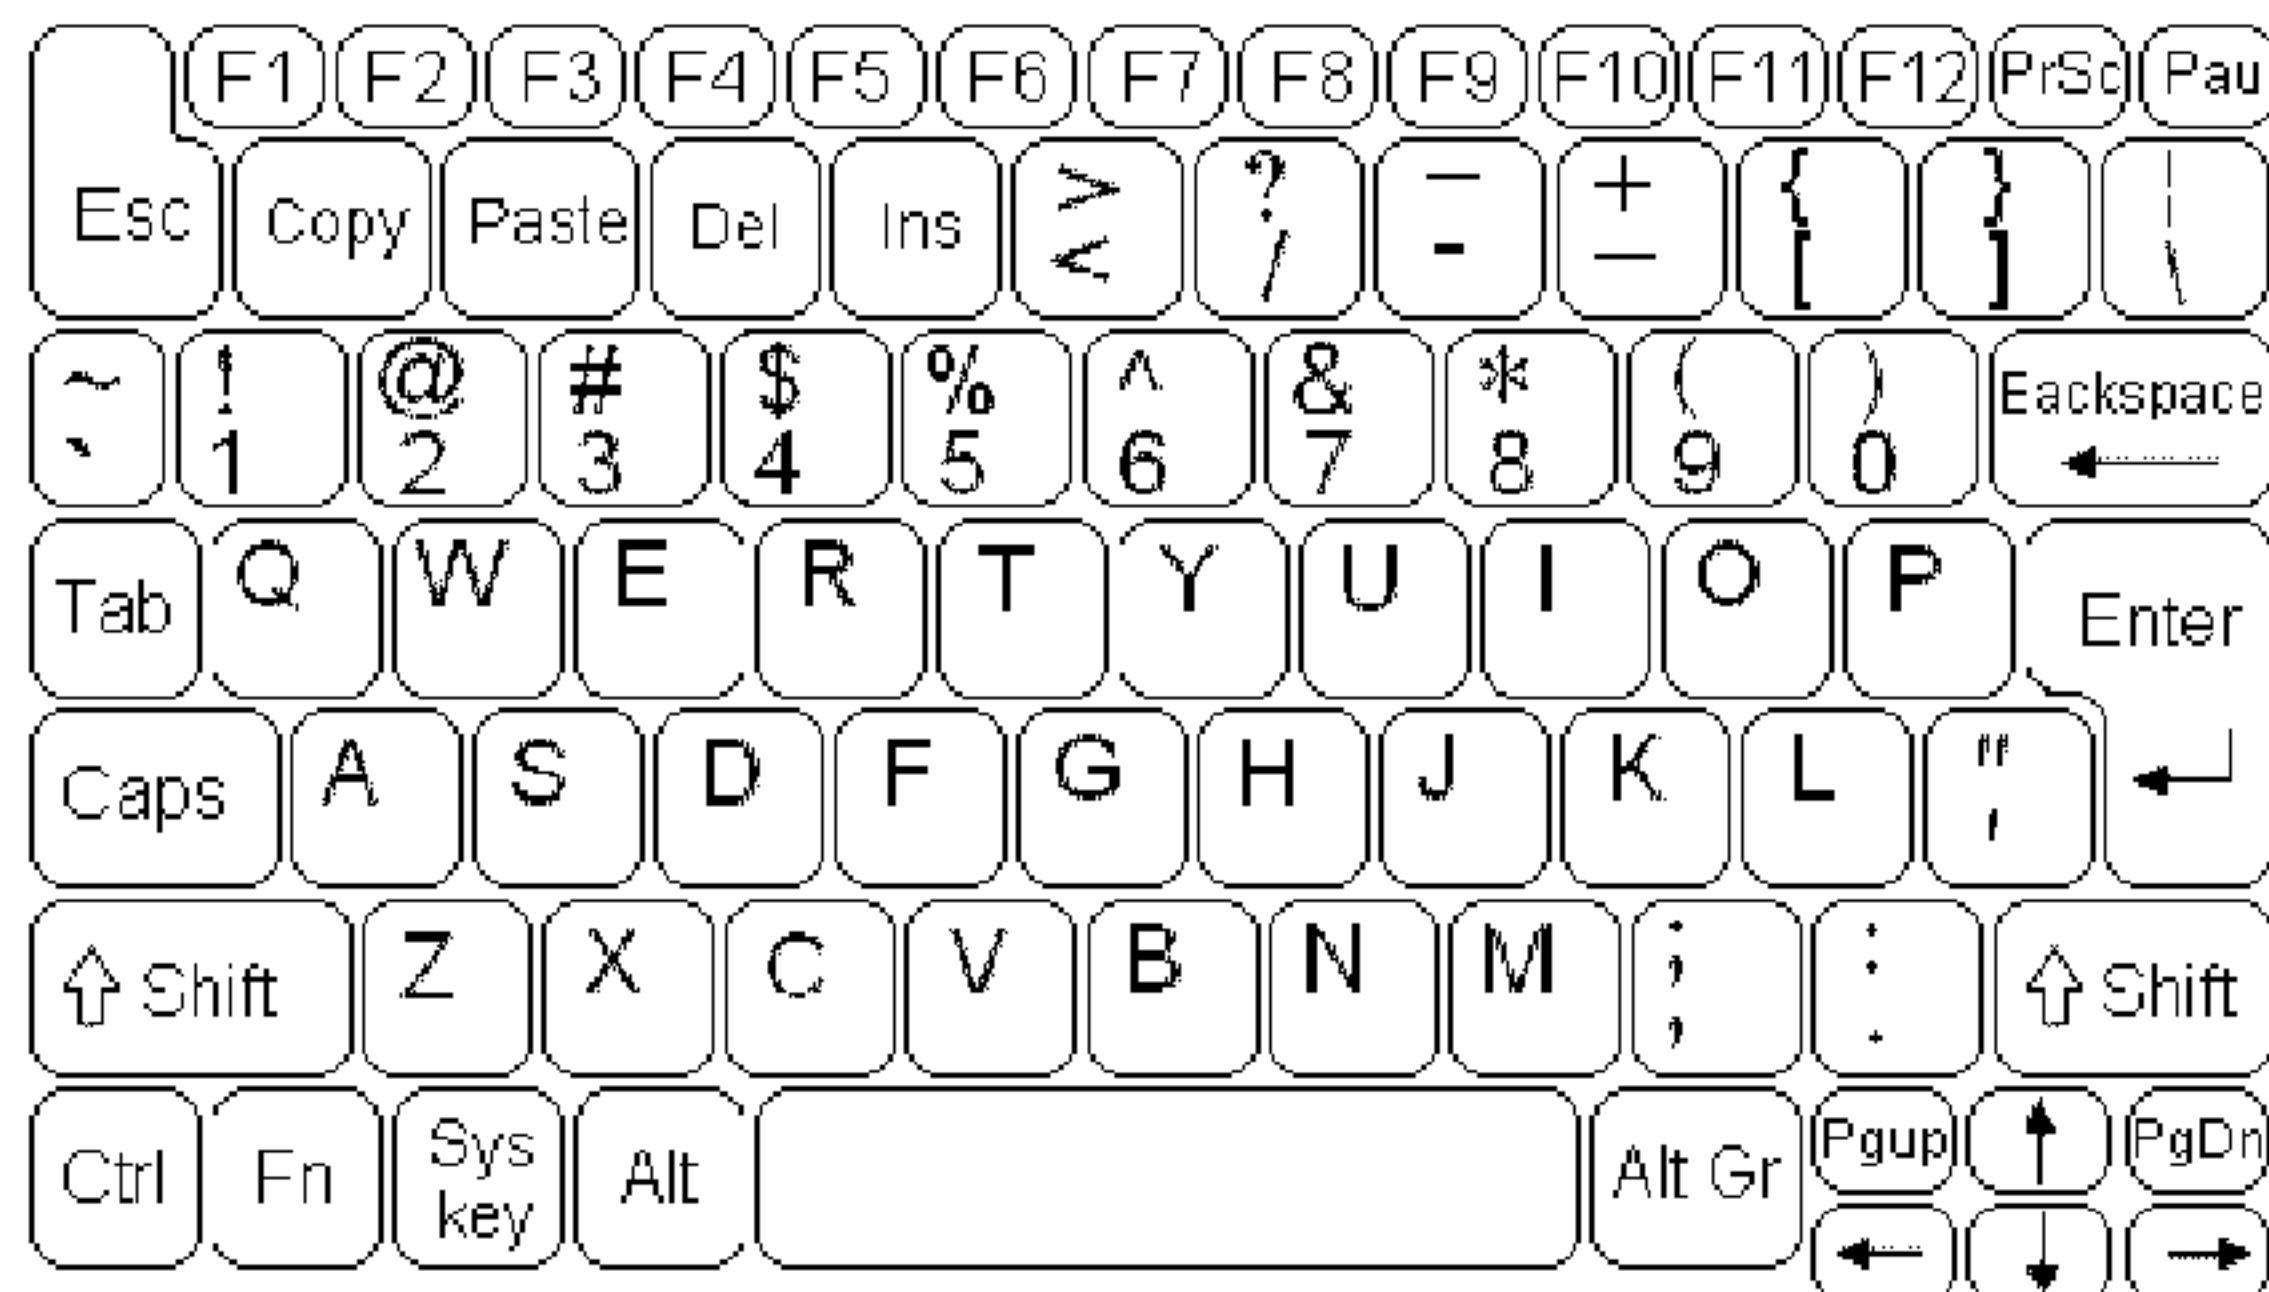 F1 F2 F3 F4 F5 F6 F7 F8 F9 F10 F11 F12 PrSc Pau
Esc Copy Paste Del Ins > ? _ + { } |
< / - = [ ] \
~ ! @ # $ % ^ & * ( ) Eackspace
` 1 2 3 4 5 6 7 8 9 0 ←
Tab Q W E R T Y U I O P Enter
Caps A S D F G H J K L " ↵
'
⇧ Shift Z X C V B N M ; : ⇧ Shift
, .
Ctrl Fn Sys key Alt Alt Gr Pgup ↑ PgDn
← ↓ →